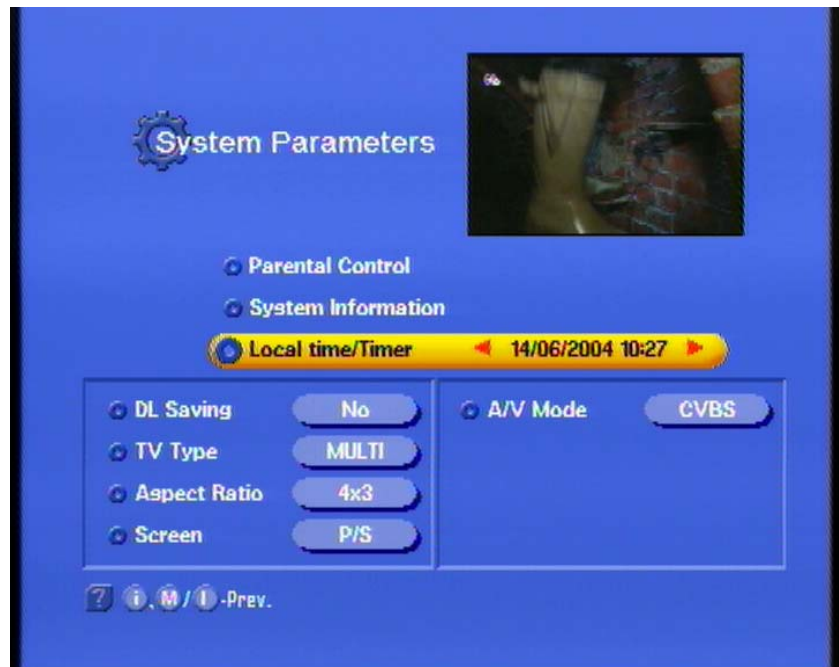 System Parameters
Parental Control
System Information
Local time/Timer 14/06/2004 10:27
DL Saving No
A/V Mode CVBS
TV Type MULTI
Aspect Ratio 4x3
Screen P/S
? i, M / I -Prev.